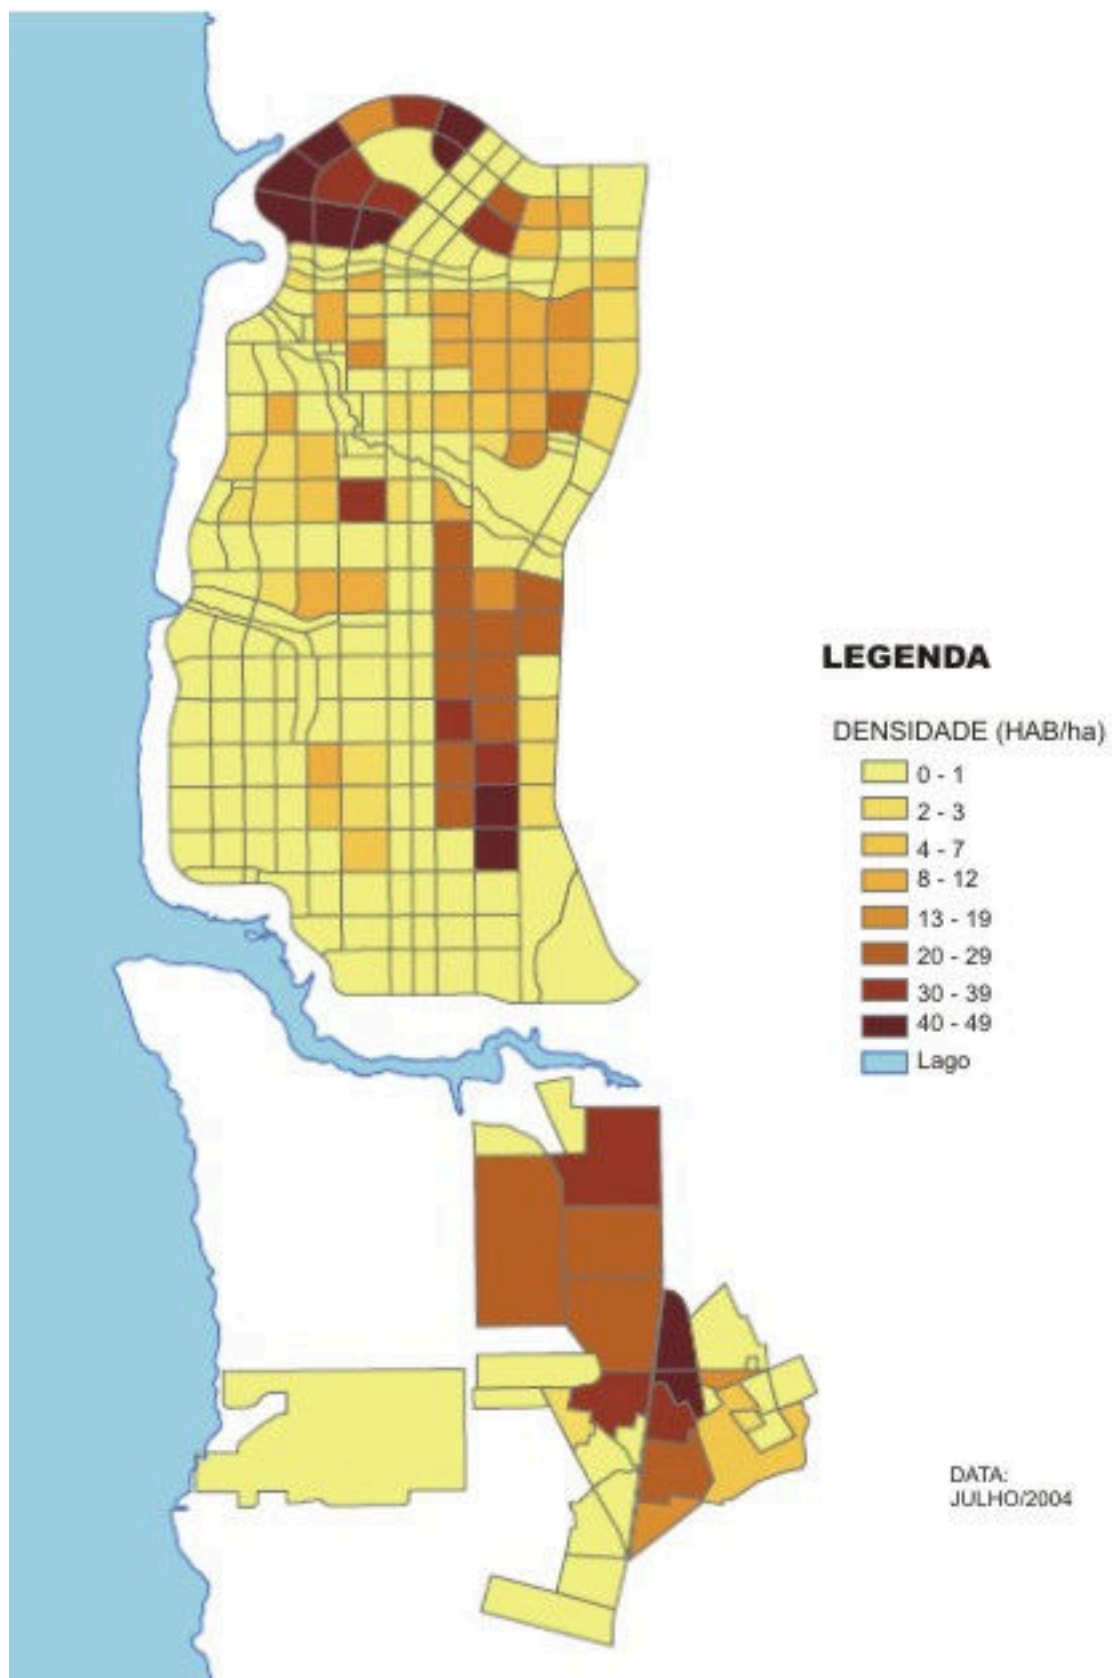 LEGENDA
DENSIDADE (HAB/ha)
0 - 1
2 - 3
4 - 7
8 - 12
13 - 19
20 - 29
30 - 39
40 - 49
Lago
DATA:
JULHO/2004